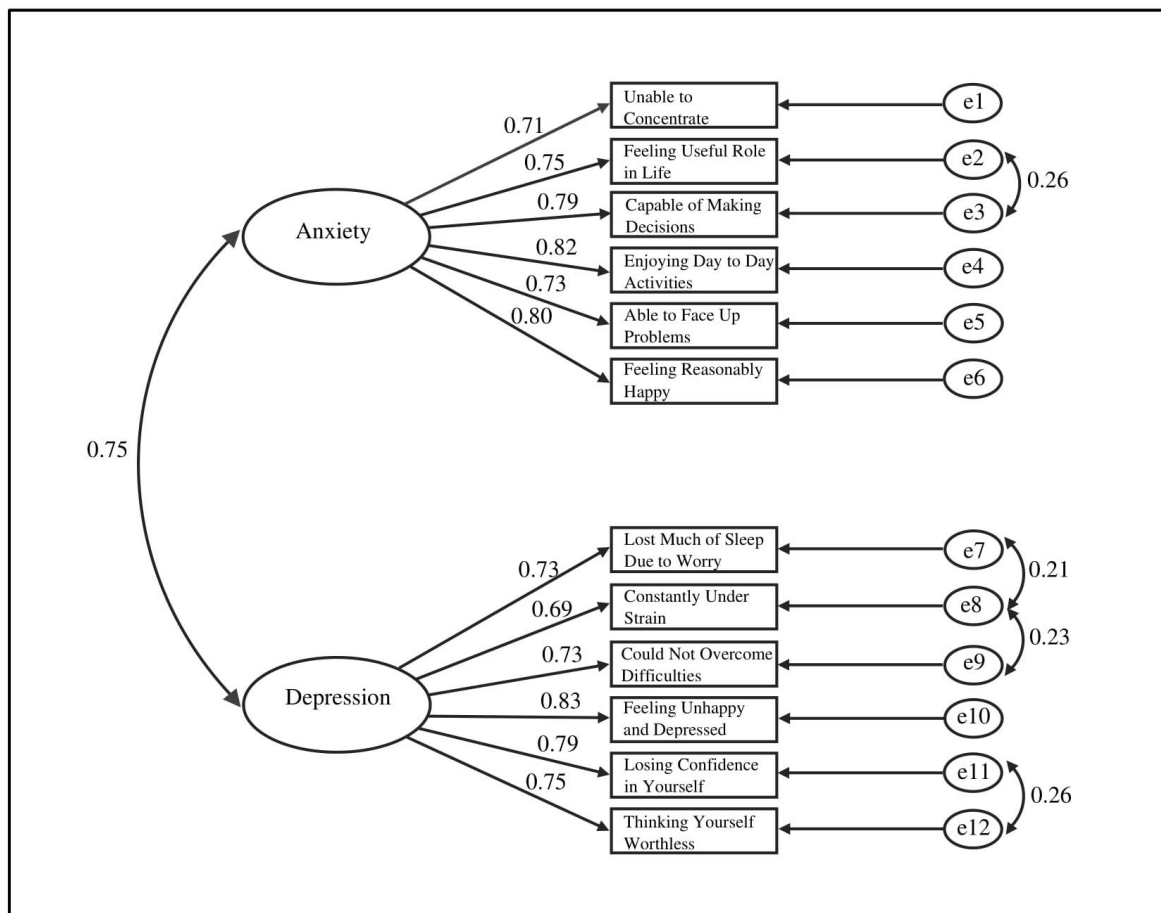 Unable to
Concentrate
e1
0.71
Feeling Useful Role
in Life
e2
0.75
0.26
Capable of Making
Decisions
e3
0.79
Anxiety
Enjoying Day to Day
Activities
e4
0.82
0.73
Able to Face Up
Problems
e5
0.80
Feeling Reasonably
Happy
e6
0.75
Lost Much of Sleep
Due to Worry
e7
0.73
0.21
Constantly Under
Strain
e8
0.69
0.23
Could Not Overcome
Difficulties
e9
0.73
Depression
Feeling Unhappy
and Depressed
e10
0.83
0.79
Losing Confidence
in Yourself
e11
0.75
0.26
Thinking Yourself
Worthless
e12